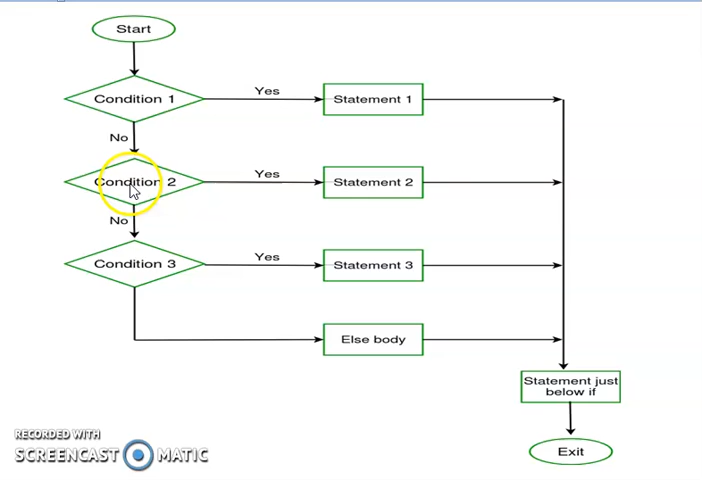 Start
Condition 1
Yes
Statement 1
No
Condition 2
Yes
Statement 2
No
Condition 3
Yes
Statement 3
Else body
Statement just
below if
Exit
RECORDED WITH
SCREENCAST MATIC